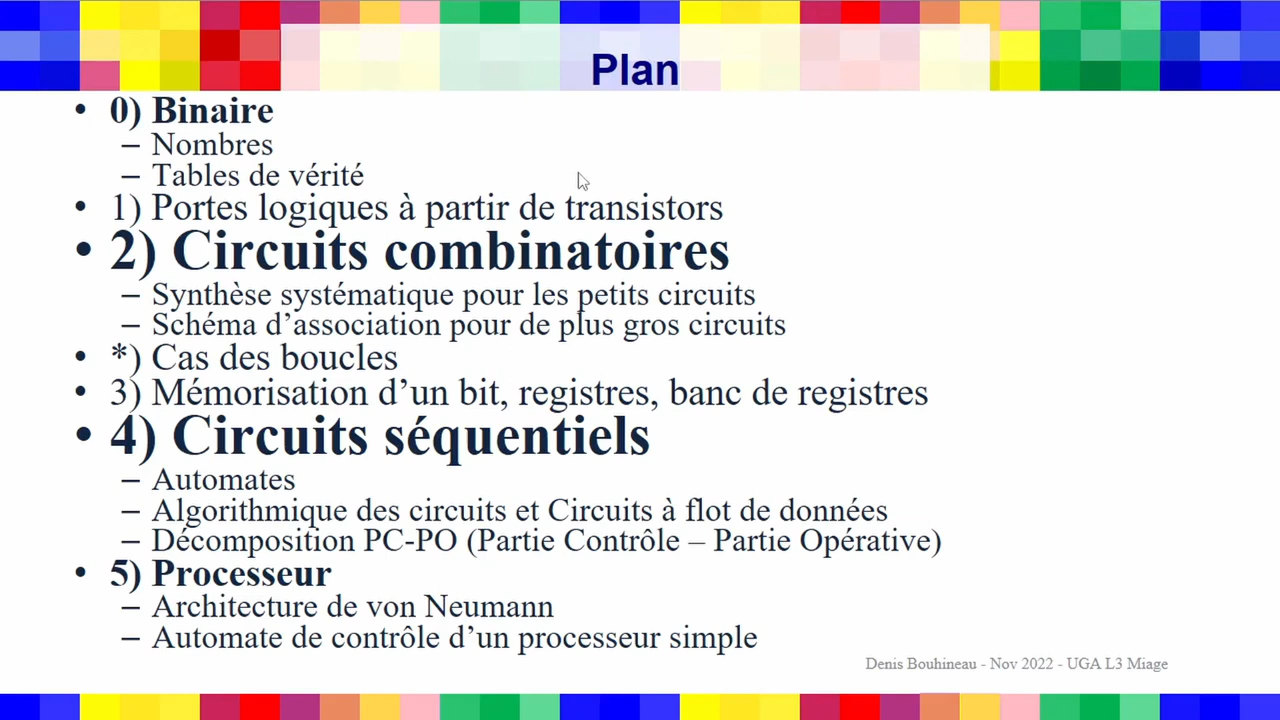 Plan
• 0) Binaire
– Nombres
– Tables de vérité
• 1) Portes logiques à partir de transistors
• 2) Circuits combinatoires
– Synthèse systématique pour les petits circuits
– Schéma d’association pour de plus gros circuits
• *) Cas des boucles
• 3) Mémorisation d’un bit, registres, banc de registres
• 4) Circuits séquentiels
– Automates
– Algorithmique des circuits et Circuits à flot de données
– Décomposition PC-PO (Partie Contrôle – Partie Opérative)
• 5) Processeur
– Architecture de von Neumann
– Automate de contrôle d’un processeur simple
Denis Bouhineau - Nov 2022 - UGA L3 Miage